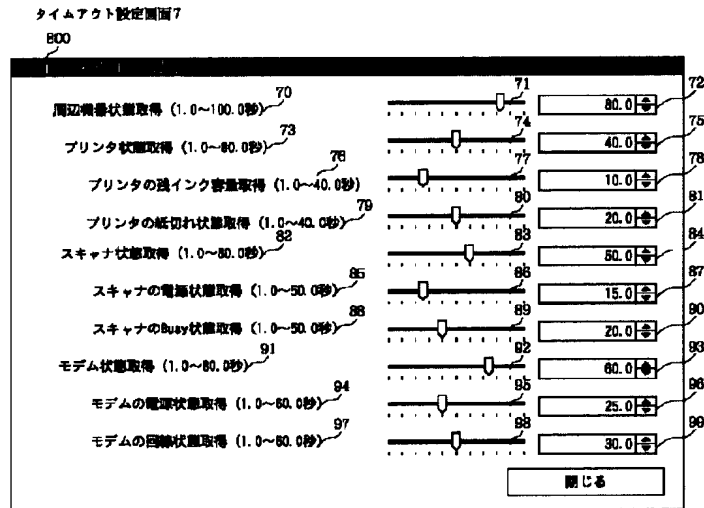 タイムアウト設定画面7
800
周辺機器状態取得 (1.0~100.0秒) 70 71 80.0 72
プリンタ状態取得 (1.0~80.0秒) 73 74 40.0 75
プリンタの残インク容量取得 (1.0~40.0秒) 76 77 10.0 78
プリンタの紙切れ状態取得 (1.0~40.0秒) 79 80 20.0 81
スキャナ状態取得 (1.0~80.0秒) 82 83 50.0 84
スキャナの電源状態取得 (1.0~50.0秒) 85 86 15.0 87
スキャナのBusy状態取得 (1.0~50.0秒) 88 89 20.0 90
モデム状態取得 (1.0~80.0秒) 91 92 60.0 93
モデムの電源状態取得 (1.0~60.0秒) 94 95 25.0 96
モデムの回線状態取得 (1.0~60.0秒) 97 98 30.0 99
閉じる